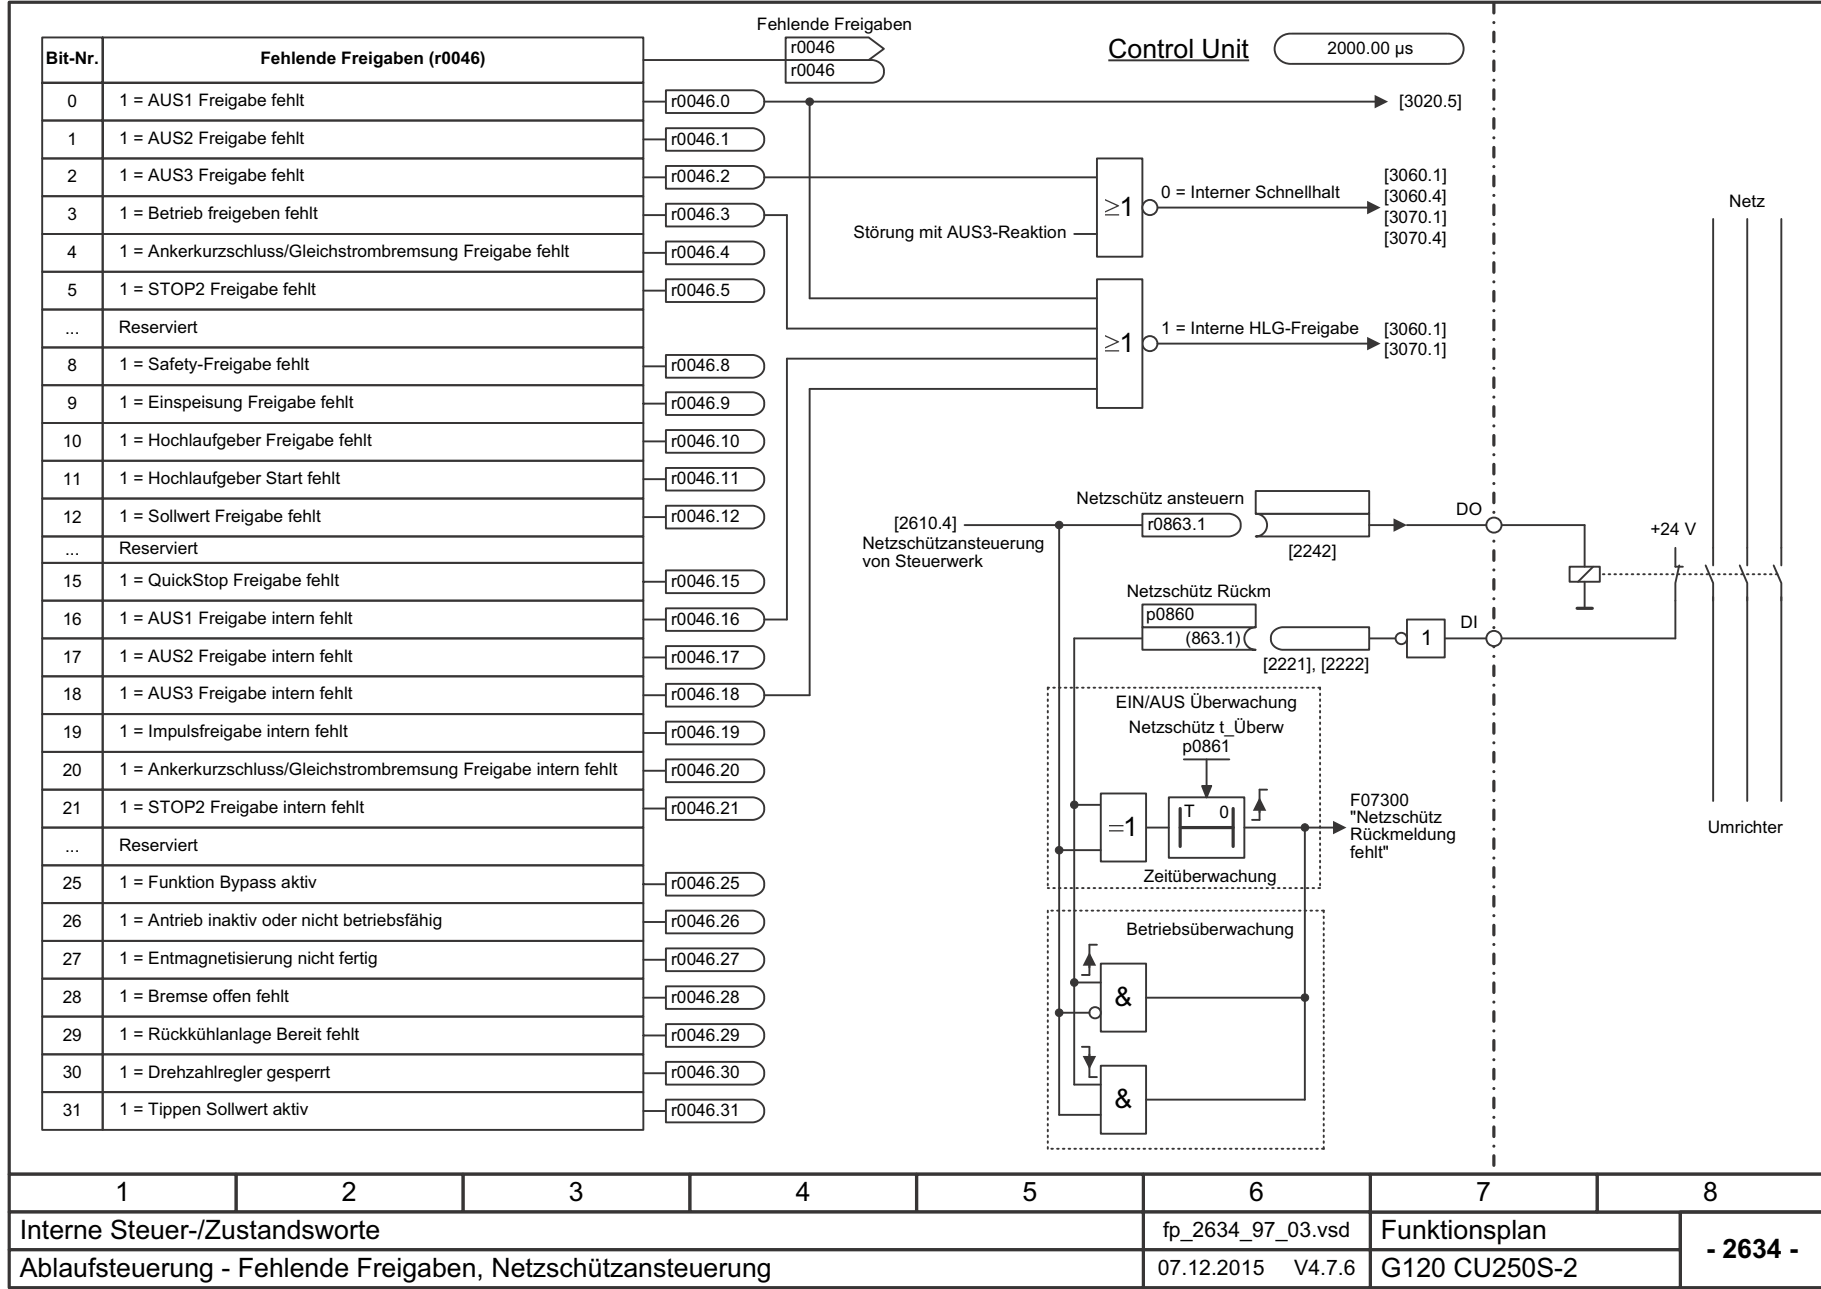 Fehlende Freigaben
r0046
r0046
Control Unit
2000.00 µs
Bit-Nr. Fehlende Freigaben (r0046)
0 1 = AUS1 Freigabe fehlt r0046.0
1 1 = AUS2 Freigabe fehlt r0046.1
2 1 = AUS3 Freigabe fehlt r0046.2
3 1 = Betrieb freigeben fehlt r0046.3
4 1 = Ankerkurzschluss/Gleichstrombremsung Freigabe fehlt r0046.4
5 1 = STOP2 Freigabe fehlt r0046.5
... Reserviert
8 1 = Safety-Freigabe fehlt r0046.8
9 1 = Einspeisung Freigabe fehlt r0046.9
10 1 = Hochlaufgeber Freigabe fehlt r0046.10
11 1 = Hochlaufgeber Start fehlt r0046.11
12 1 = Sollwert Freigabe fehlt r0046.12
... Reserviert
15 1 = QuickStop Freigabe fehlt r0046.15
16 1 = AUS1 Freigabe intern fehlt r0046.16
17 1 = AUS2 Freigabe intern fehlt r0046.17
18 1 = AUS3 Freigabe intern fehlt r0046.18
19 1 = Impulsfreigabe intern fehlt r0046.19
20 1 = Ankerkurzschluss/Gleichstrombremsung Freigabe intern fehlt r0046.20
21 1 = STOP2 Freigabe intern fehlt r0046.21
... Reserviert
25 1 = Funktion Bypass aktiv r0046.25
26 1 = Antrieb inaktiv oder nicht betriebsfähig r0046.26
27 1 = Entmagnetisierung nicht fertig r0046.27
28 1 = Bremse offen fehlt r0046.28
29 1 = Rückkühlanlage Bereit fehlt r0046.29
30 1 = Drehzahlregler gesperrt r0046.30
31 1 = Tippen Sollwert aktiv r0046.31
[3020.5]
≥1
0 = Interner Schnellhalt
[3060.1]
[3060.4]
[3070.1]
[3070.4]
Störung mit AUS3-Reaktion
≥1
1 = Interne HLG-Freigabe
[3060.1]
[3070.1]
Netz
Netzschütz ansteuern
[2610.4]
Netzschützansteuerung
von Steuerwerk
r0863.1
[2242]
DO
+24 V
Netzschütz Rückm
p0860
(863.1)
[2221], [2222]
1
DI
EIN/AUS Überwachung
Netzschütz t_Überw
p0861
=1
T 0
Zeitüberwachung
F07300
"Netzschütz
Rückmeldung
fehlt"
Umrichter
Betriebsüberwachung
&
&
1 2 3 4 5 6 7 8
Interne Steuer-/Zustandsworte fp_2634_97_03.vsd Funktionsplan
- 2634 -
Ablaufsteuerung - Fehlende Freigaben, Netzschützansteuerung 07.12.2015 V4.7.6 G120 CU250S-2